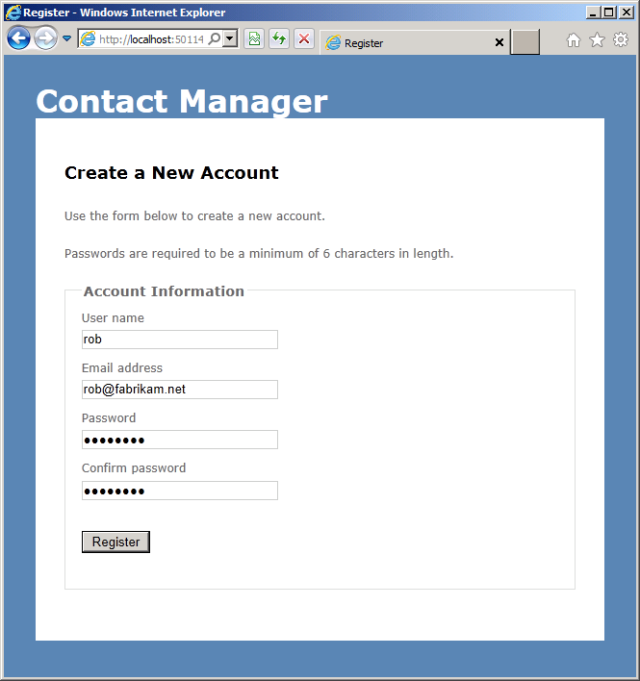 Register - Windows Internet Explorer
http://localhost:50114
Register
Contact Manager
Create a New Account
Use the form below to create a new account.
Passwords are required to be a minimum of 6 characters in length.
Account Information
User name
rob
Email address
rob@fabrikam.net
Password
●●●●●●●●
Confirm password
●●●●●●●●
Register